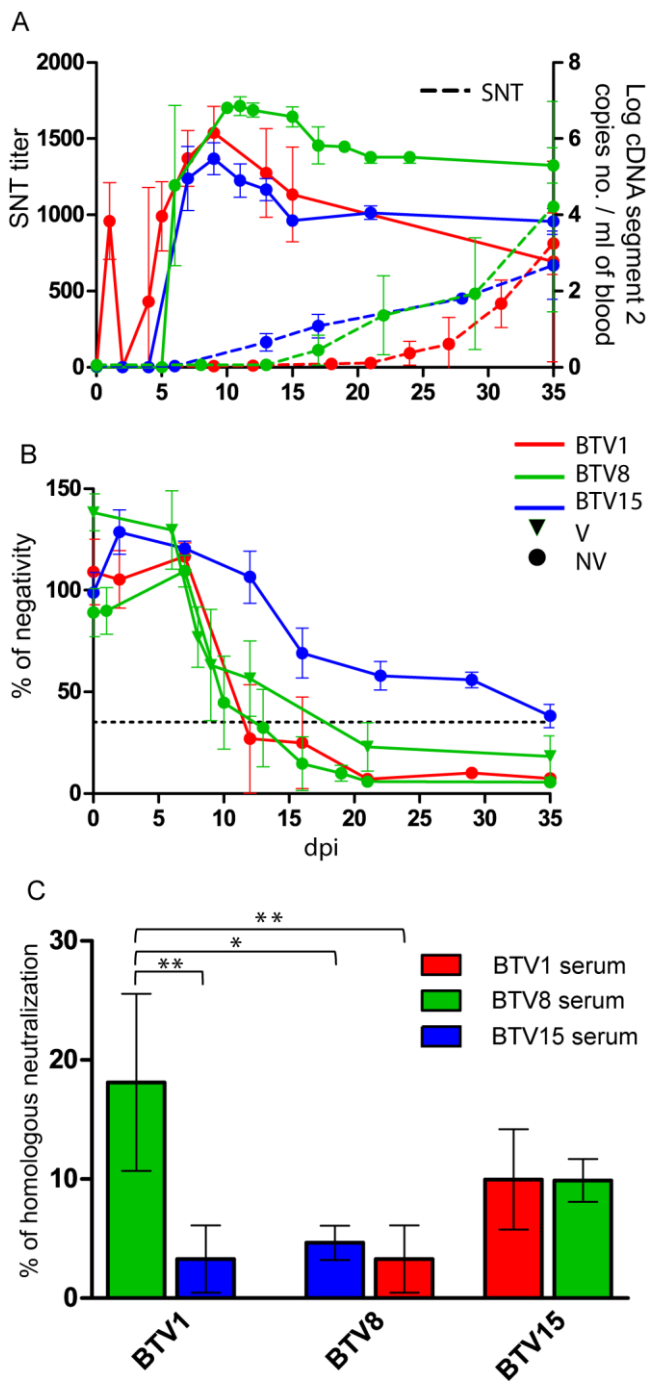 A
2000
1500
1000
500
0
SNT titer
SNT
8
6
4
2
0
Log cDNA segment 2
copies no. / ml of blood
0 5 10 15 20 25 30 35
B
BTV1
BTV8
BTV15
V
NV
150
100
50
0
% of negativity
0 5 10 15 20 25 30 35
dpi
C
30
20
10
0
% of homologous neutralization
**
*
**
BTV1 serum
BTV8 serum
BTV15 serum
BTV1
BTV8
BTV15